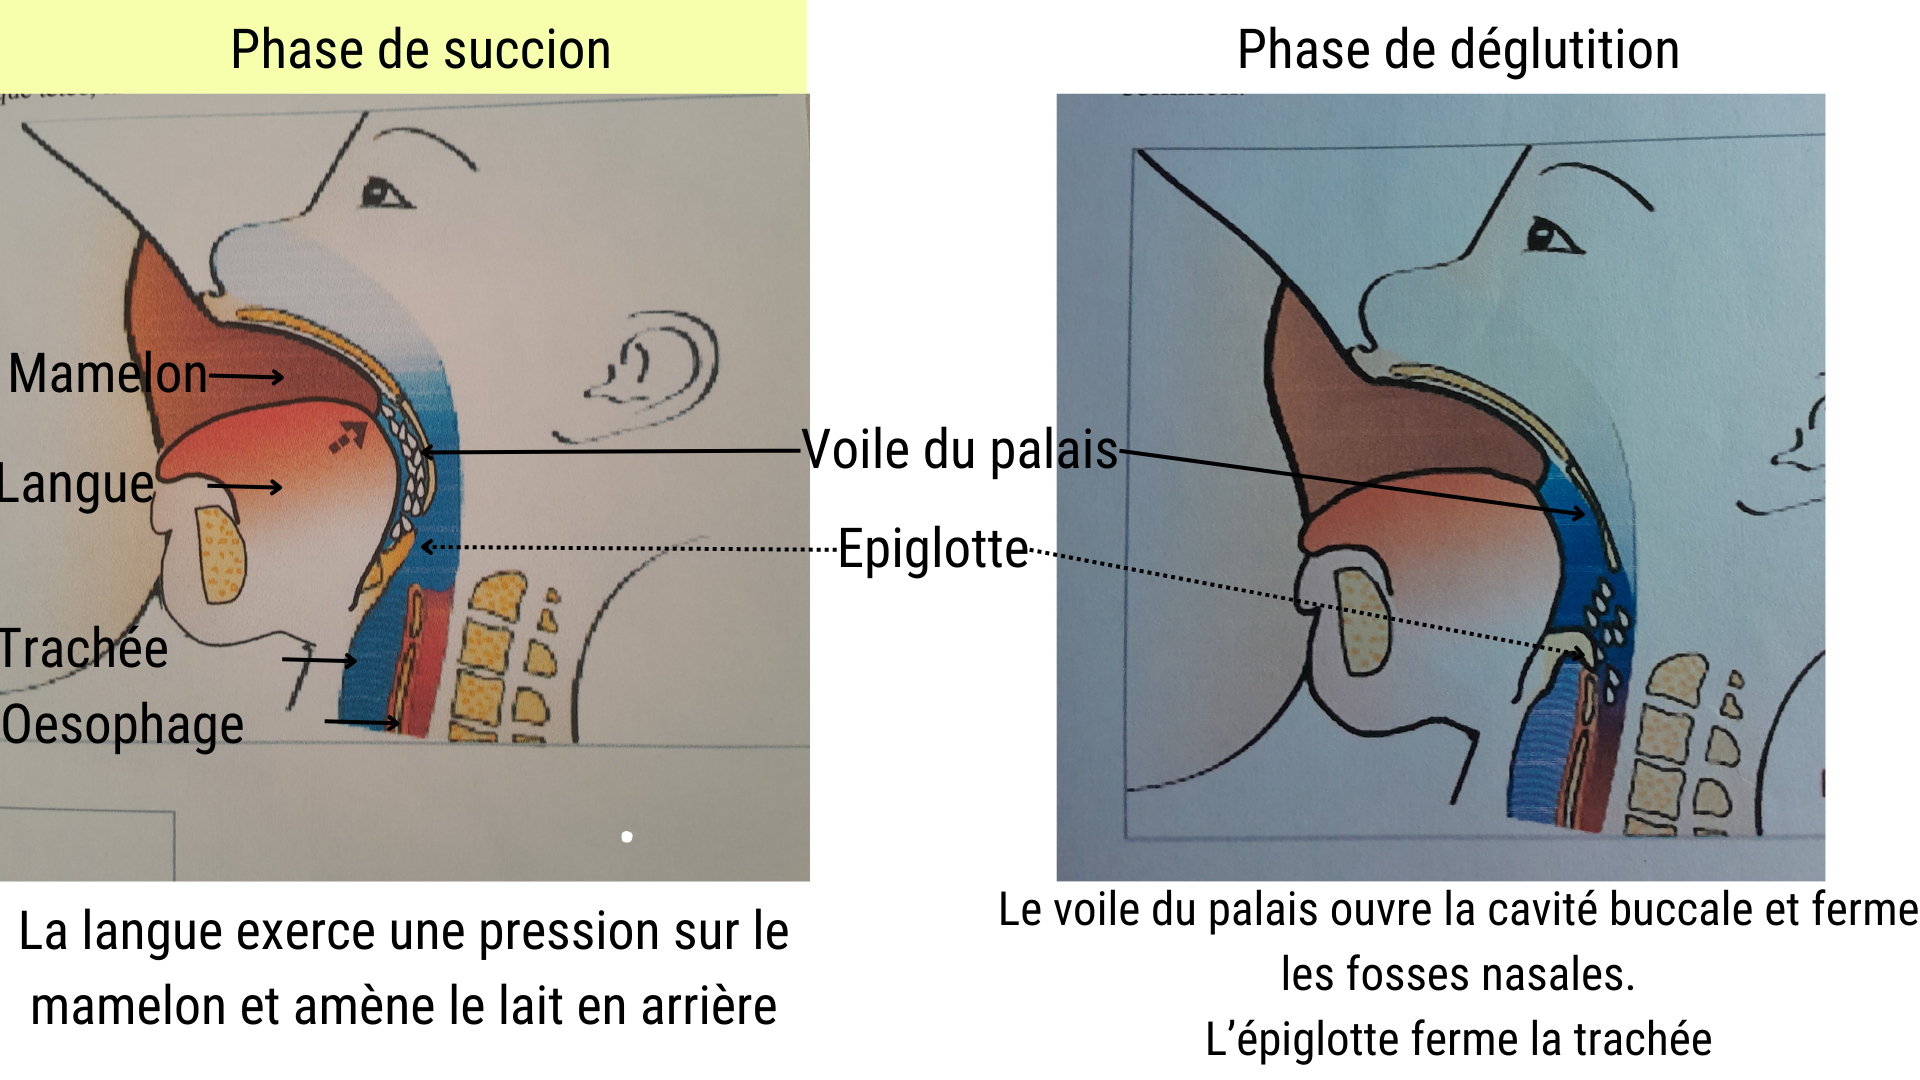 Phase de succion
Phase de déglutition
Mamelon
Langue
Trachée
Oesophage
Voile du palais
Epiglotte
La langue exerce une pression sur le
mamelon et amène le lait en arrière
Le voile du palais ouvre la cavité buccale et ferme
les fosses nasales.
L’épiglotte ferme la trachée